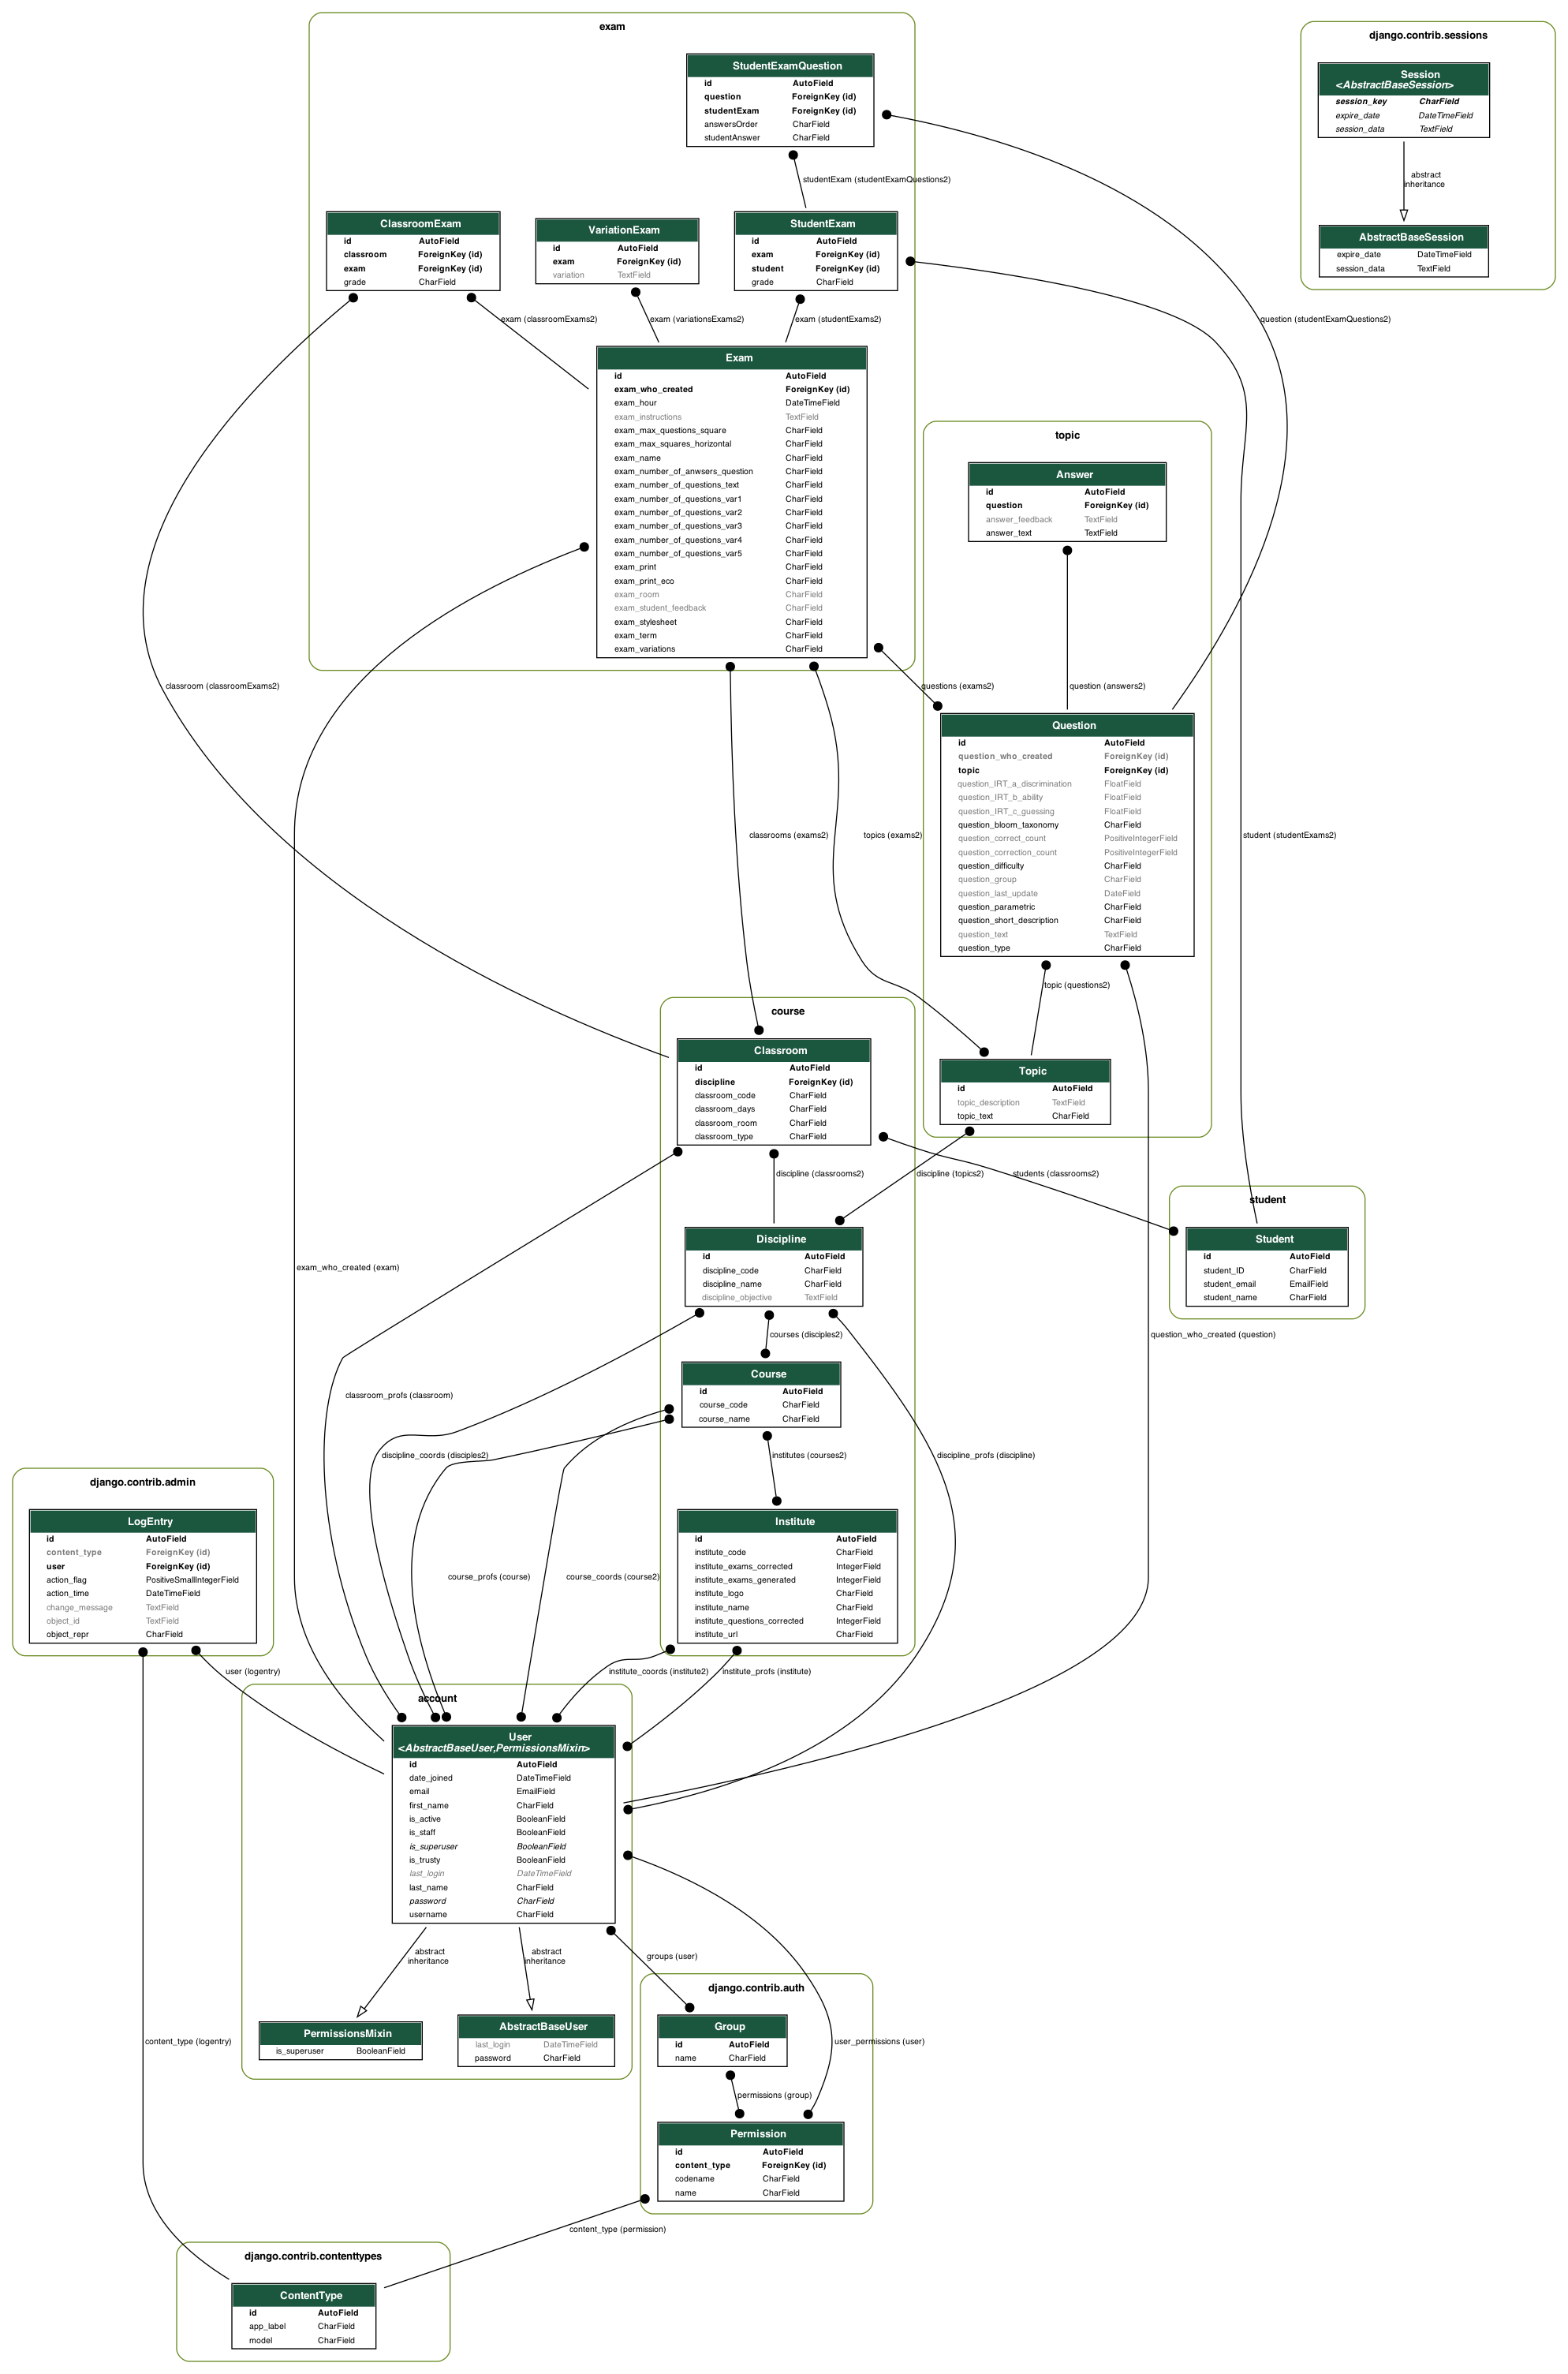 exam
StudentExamQuestion
id AutoField
question ForeignKey (id)
studentExam ForeignKey (id)
answersOrder CharField
studentAnswer CharField
studentExam (studentExamQuestions2)
ClassroomExam
id AutoField
classroom ForeignKey (id)
exam ForeignKey (id)
grade CharField
VariationExam
id AutoField
exam ForeignKey (id)
variation TextField
StudentExam
id AutoField
exam ForeignKey (id)
student ForeignKey (id)
grade CharField
exam (classroomExams2)
exam (variationsExams2)
exam (studentExams2)
question (studentExamQuestions2)
Exam
id AutoField
exam_who_created ForeignKey (id)
exam_hour DateTimeField
exam_instructions TextField
exam_max_questions_square CharField
exam_max_squares_horizontal CharField
exam_name CharField
exam_number_of_anwsers_question CharField
exam_number_of_questions_text CharField
exam_number_of_questions_var1 CharField
exam_number_of_questions_var2 CharField
exam_number_of_questions_var3 CharField
exam_number_of_questions_var4 CharField
exam_number_of_questions_var5 CharField
exam_print CharField
exam_print_eco CharField
exam_room CharField
exam_student_feedback CharField
exam_stylesheet CharField
exam_term CharField
exam_variations CharField
django.contrib.sessions
Session
<AbstractBaseSession>
session_key CharField
expire_date DateTimeField
session_data TextField
abstract
inheritance
AbstractBaseSession
expire_date DateTimeField
session_data TextField
topic
Answer
id AutoField
question ForeignKey (id)
answer_feedback TextField
answer_text TextField
classroom (classroomExams2)
questions (exams2)
question (answers2)
Question
id AutoField
question_who_created ForeignKey (id)
topic ForeignKey (id)
question_IRT_a_discrimination FloatField
question_IRT_b_ability FloatField
question_IRT_c_guessing FloatField
question_bloom_taxonomy CharField
question_correct_count PositiveIntegerField
question_correction_count PositiveIntegerField
question_difficulty CharField
question_group CharField
question_last_update DateField
question_parametric CharField
question_short_description CharField
question_text TextField
question_type CharField
classrooms (exams2)
topics (exams2)
student (studentExams2)
topic (questions2)
Topic
id AutoField
topic_description TextField
topic_text CharField
course
Classroom
id AutoField
discipline ForeignKey (id)
classroom_code CharField
classroom_days CharField
classroom_room CharField
classroom_type CharField
discipline (classrooms2)
discipline (topics2)
students (classrooms2)
student
Student
id AutoField
student_ID CharField
student_email EmailField
student_name CharField
Discipline
id AutoField
discipline_code CharField
discipline_name CharField
discipline_objective TextField
exam_who_created (exam)
courses (disciples2)
question_who_created (question)
Course
id AutoField
course_code CharField
course_name CharField
classroom_profs (classroom)
discipline_coords (disciples2)
institutes (courses2)
discipline_profs (discipline)
Institute
id AutoField
institute_code CharField
institute_exams_corrected IntegerField
institute_exams_generated IntegerField
institute_logo CharField
institute_name CharField
institute_questions_corrected IntegerField
institute_url CharField
course_profs (course)
course_coords (course2)
django.contrib.admin
LogEntry
id AutoField
content_type ForeignKey (id)
user ForeignKey (id)
action_flag PositiveSmallIntegerField
action_time DateTimeField
change_message TextField
object_id TextField
object_repr CharField
user (logentry)
institute_coords (institute2)
institute_profs (institute)
account
User
<AbstractBaseUser,PermissionsMixin>
id AutoField
date_joined DateTimeField
email EmailField
first_name CharField
is_active BooleanField
is_staff BooleanField
is_superuser BooleanField
is_trusty BooleanField
last_login DateTimeField
last_name CharField
password CharField
username CharField
abstract
inheritance
abstract
inheritance
groups (user)
PermissionsMixin
is_superuser BooleanField
AbstractBaseUser
last_login DateTimeField
password CharField
django.contrib.auth
Group
id AutoField
name CharField
content_type (logentry)
user_permissions (user)
permissions (group)
Permission
id AutoField
content_type ForeignKey (id)
codename CharField
name CharField
content_type (permission)
django.contrib.contenttypes
ContentType
id AutoField
app_label CharField
model CharField